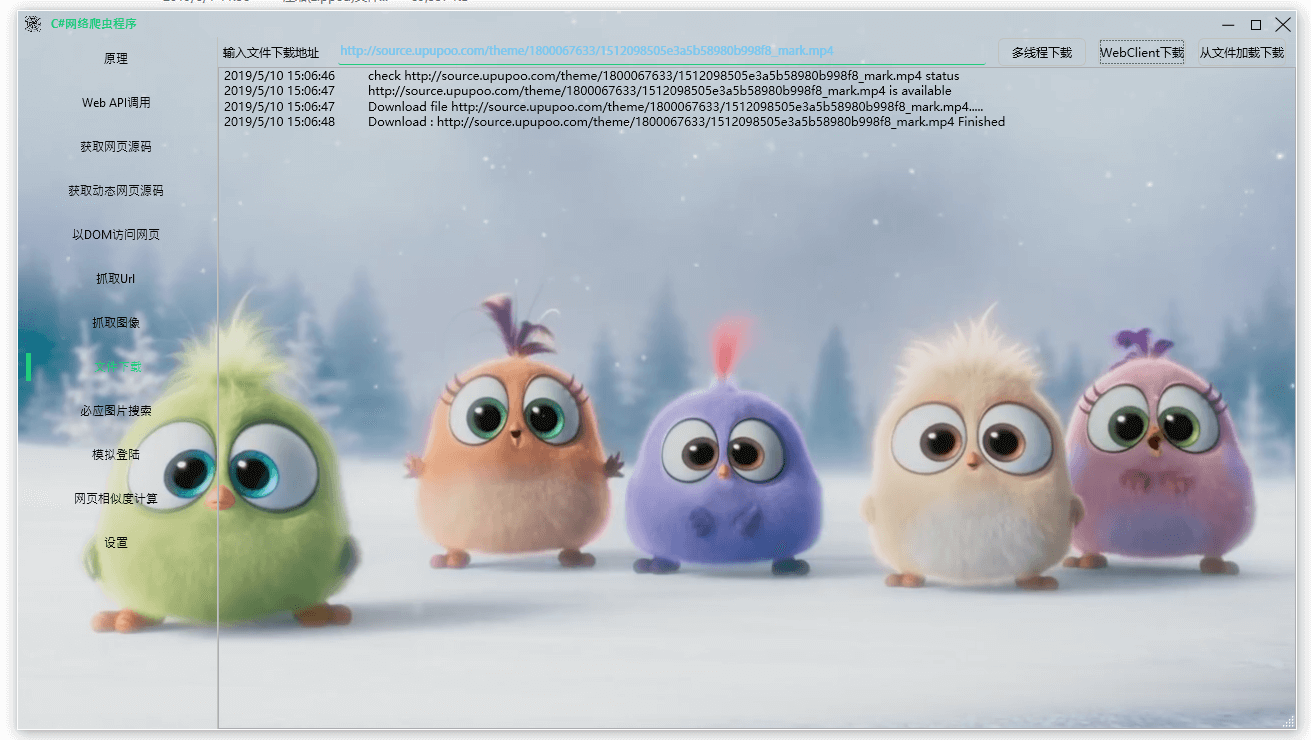 C#网络爬虫程序
原理
Web API调用
获取网页源码
获取动态网页源码
以DOM访问网页
抓取Url
抓取图像
文件下载
必应图片搜索
模拟登陆
网页相似度计算
设置
输入文件下载地址 http://source.upupoo.com/theme/1800067633/1512098505e3a5b58980b998f8_mark.mp4 多线程下载 WebClient下载 从文件加载下载
2019/5/10 15:06:46 check http://source.upupoo.com/theme/1800067633/1512098505e3a5b58980b998f8_mark.mp4 status
2019/5/10 15:06:47 http://source.upupoo.com/theme/1800067633/1512098505e3a5b58980b998f8_mark.mp4 is available
2019/5/10 15:06:47 Download file http://source.upupoo.com/theme/1800067633/1512098505e3a5b58980b998f8_mark.mp4.....
2019/5/10 15:06:48 Download : http://source.upupoo.com/theme/1800067633/1512098505e3a5b58980b998f8_mark.mp4 Finished